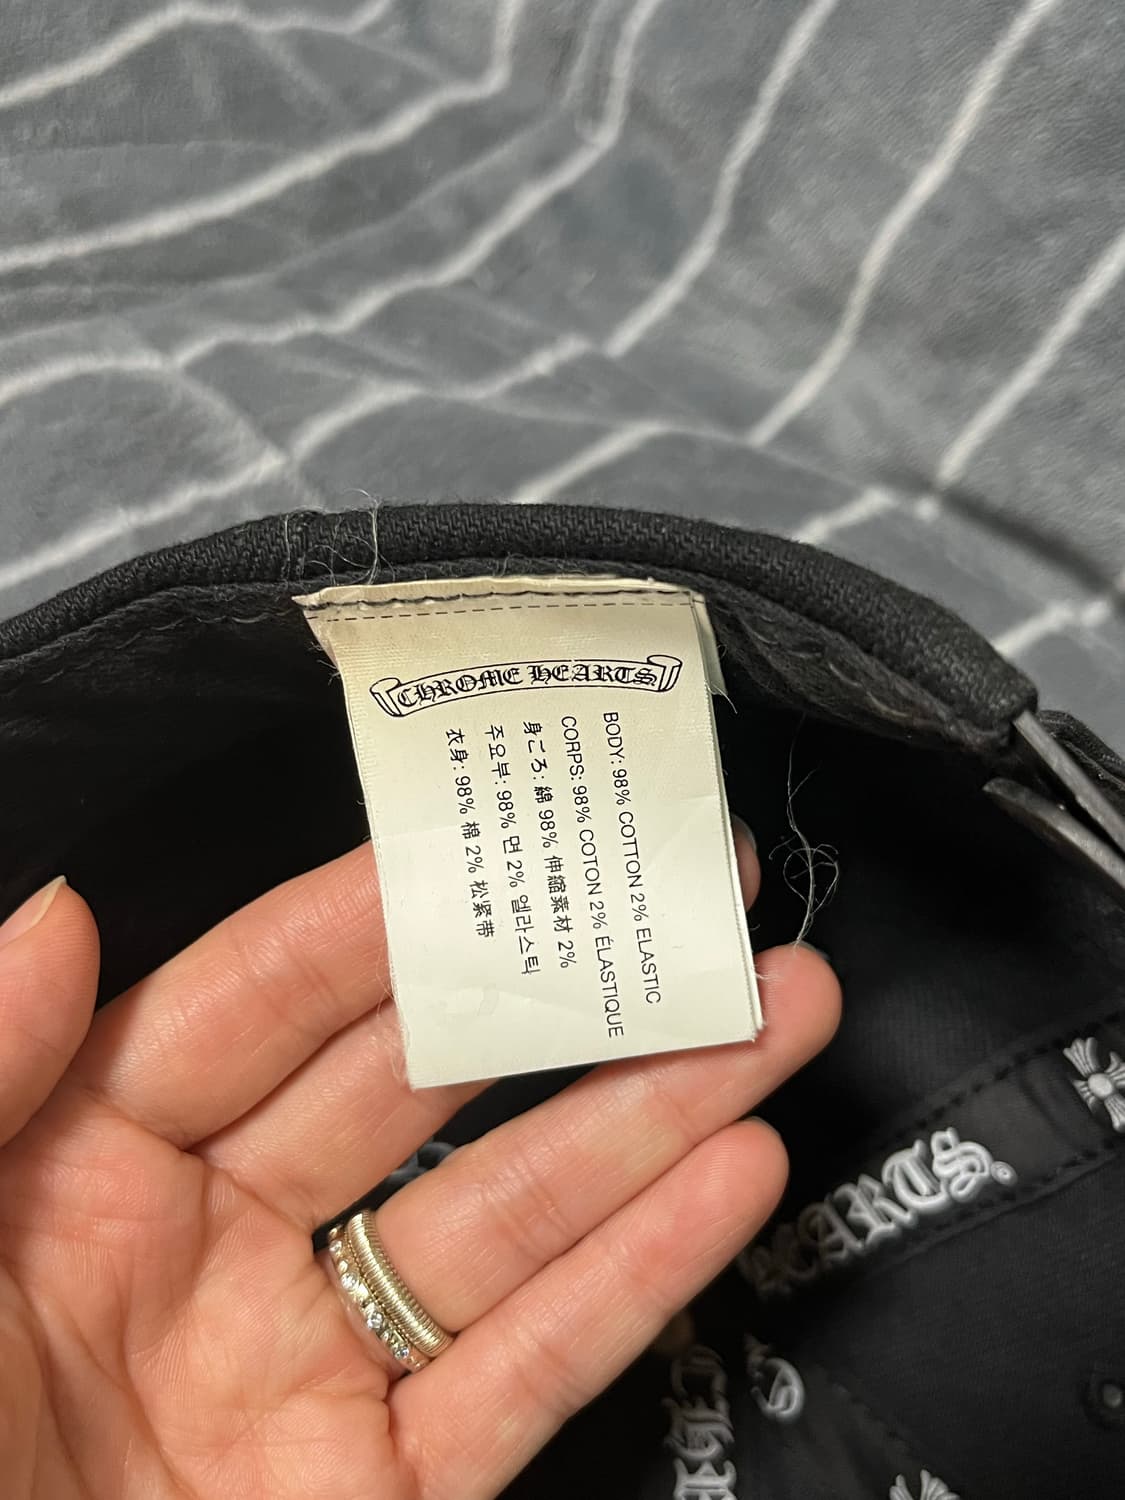 CHROME HEARTS
BODY: 98% COTTON 2% ELASTIC
CORPS: 98% COTON 2% ÉLASTIQUE
身ごろ: 綿 98% 伸縮素材 2%
주요부: 98% 면 2% 엘라스틱
衣身: 98% 棉 2% 松紧带
HEARTS